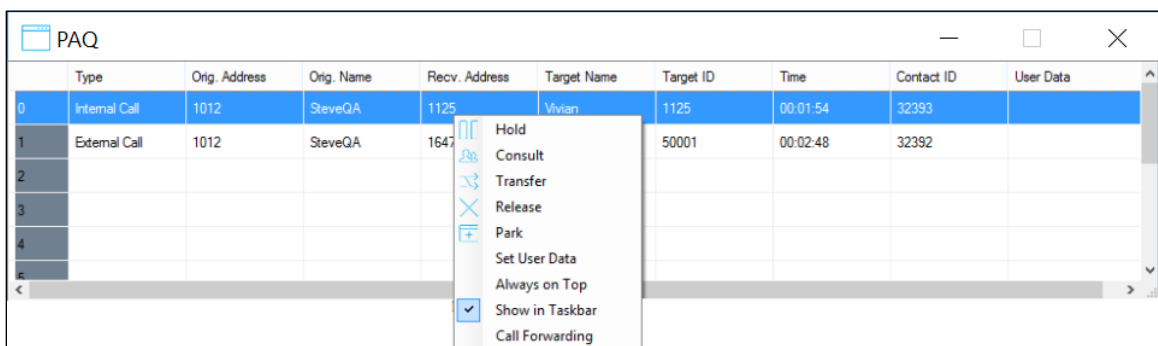 PAQ
Type Orig. Address Orig. Name Recv. Address Target Name Target ID Time Contact ID User Data
0 Internal Call 1012 SteveQA 1125 Vivian 1125 00:01:54 32393
1 External Call 1012 SteveQA 1647 50001 00:02:48 32392
2
3
4
5
Hold
Consult
Transfer
Release
Park
Set User Data
Always on Top
Show in Taskbar
Call Forwarding